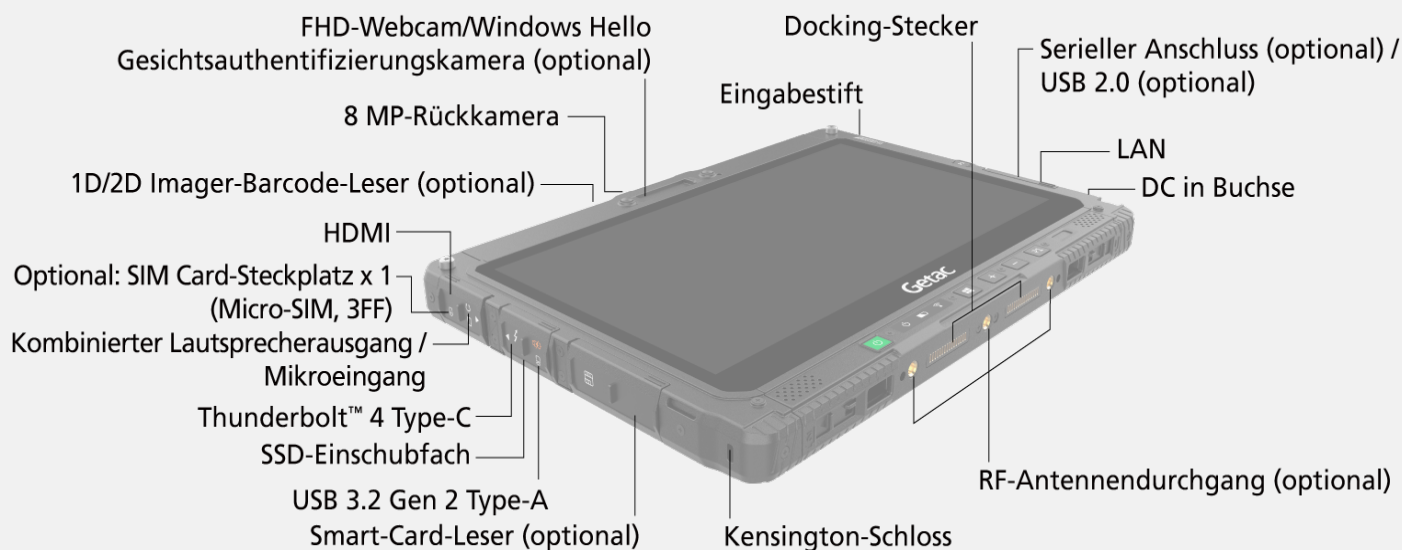 FHD-Webcam/Windows Hello
Gesichtsauthentifizierungskamera (optional)
8 MP-Rückkamera
1D/2D Imager-Barcode-Leser (optional)
HDMI
Optional: SIM Card-Steckplatz x 1
(Micro-SIM, 3FF)
Kombinierter Lautsprecherausgang /
Mikroeingang
Thunderbolt™ 4 Type-C
SSD-Einschubfach
USB 3.2 Gen 2 Type-A
Smart-Card-Leser (optional)
Docking-Stecker
Eingabestift
Serieller Anschluss (optional) /
USB 2.0 (optional)
LAN
DC in Buchse
Getac
RF-Antennendurchgang (optional)
Kensington-Schloss